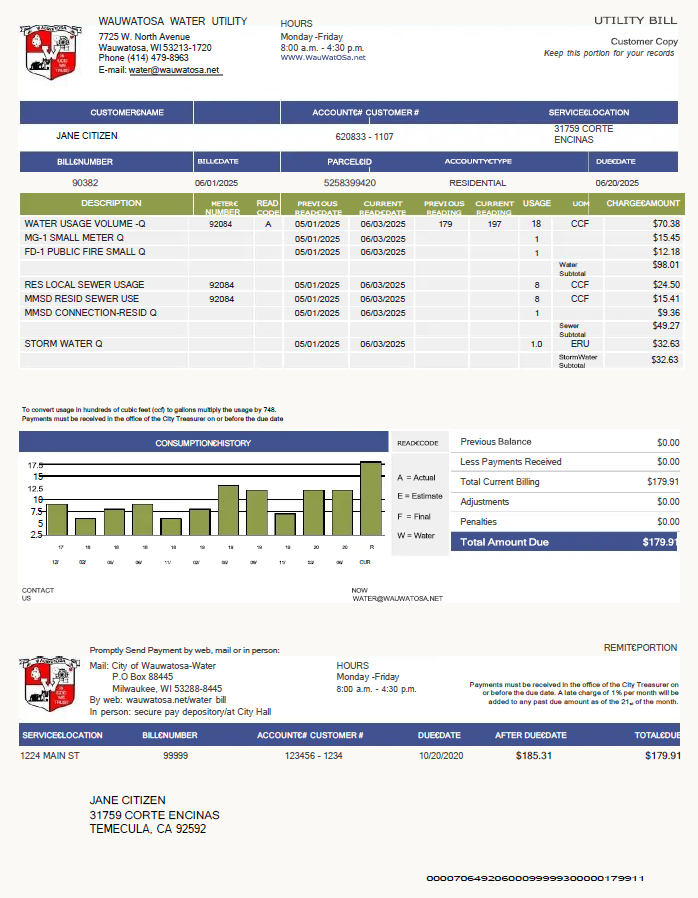 WAUWATOSA WATER UTILITY
7725 W. North Avenue
Wauwatosa, WI 53213-1720
Phone (414) 479-8963
E-mail: water@wauwatosa.net
HOURS
Monday -Friday
8:00 a.m. - 4:30 p.m.
WWW.WauWatOSa.net
UTILITY BILL
Customer Copy
Keep this portion for your records
CUSTOMER€NAME ACCOUNT€# CUSTOMER # SERVICE€LOCATION
JANE CITIZEN 620833 - 1107 31759 CORTE
ENCINAS
BILL€NUMBER BILL€DATE PARCEL€ID ACCOUNT€TYPE DUE€DATE
90382 06/01/2025 5258399420 RESIDENTIAL 06/20/2025
DESCRIPTION METER€ NUMBER READ CODE PREVIOUS READ€DATE CURRENT READ€DATE PREVIOUS READING CURRENT READING USAGE UOM CHARGE€AMOUNT
WATER USAGE VOLUME -Q 92084 A 05/01/2025 06/03/2025 179 197 18 CCF $70.38
MG-1 SMALL METER Q 05/01/2025 06/03/2025 1 $15.45
FD-1 PUBLIC FIRE SMALL Q 05/01/2025 06/03/2025 1 $12.18
Water Subtotal $98.01
RES LOCAL SEWER USAGE 92084 05/01/2025 06/03/2025 8 CCF $24.50
MMSD RESID SEWER USE 92084 05/01/2025 06/03/2025 8 CCF $15.41
MMSD CONNECTION-RESID Q 05/01/2025 06/03/2025 1 $9.36
Sewer Subtotal $49.27
STORM WATER Q 05/01/2025 06/03/2025 1.0 ERU $32.63
StormWater Subtotal $32.63
To convert usage in hundreds of cubic feet (ccf) to gallons multiply the usage by 748.
Payments must be received in the office of the City Treasurer on or before the due date
CONSUMPTION€HISTORY
17.5
15
12.5
10
7.5
5
2.5
17 18 18 18 18 19 19 19 19 20 20 R
12/ 02/ 05/ 08/ 11/ 02/ 05/ 09/ 11/ 03/ 06/ CUR
READ€CODE
A = Actual
E = Estimate
F = Final
W = Water
Previous Balance $0.00
Less Payments Received $0.00
Total Current Billing $179.91
Adjustments $0.00
Penalties $0.00
Total Amount Due $179.91
CONTACT
US
NOW
WATER@WAUWATOSA.NET
Promptly Send Payment by web, mail or in person:
Mail: City of Wauwatosa-Water
P.O Box 88445
Milwaukee, WI 53288-8445
By web: wauwatosa.net/water bill
In person: secure pay depository/at City Hall
HOURS
Monday -Friday
8:00 a.m. - 4:30 p.m.
REMIT€PORTION
Payments must be received in the office of the City Treasurer on
or before the due date. A late charge of 1% per month will be
added to any past due amount as of the 21st of the month.
SERVICE€LOCATION BILL€NUMBER ACCOUNT€# CUSTOMER # DUE€DATE AFTER DUE€DATE TOTAL€DUE
1224 MAIN ST 99999 123456 - 1234 10/20/2020 $185.31 $179.91
JANE CITIZEN
31759 CORTE ENCINAS
TEMECULA, CA 92592
0000706492060009999930000017991​1